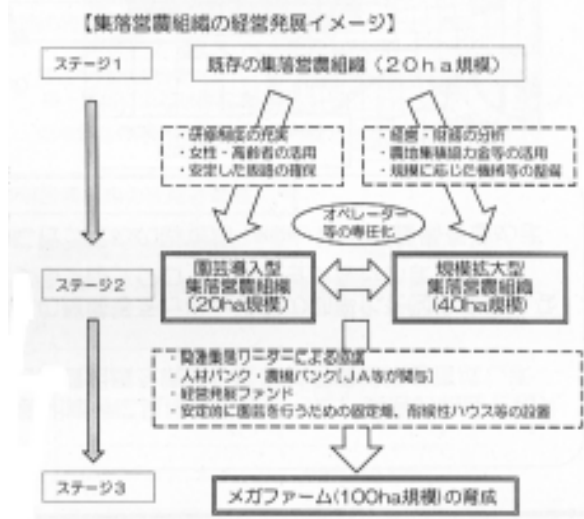 【集落営農組織の経営発展イメージ】
ステージ1
既存の集落営農組織(20ha規模)
・研修制度の充実
・女性・高齢者の活用
・安定した販路の確保
・経営・財務の分析
・農地集積協力金等の活用
・規模に応じた機械等の整備
オペレーター
等の専任化
ステージ2
園芸導入型
集落営農組織
(20ha規模)
規模拡大型
集落営農組織
(40ha規模)
リーダーによる
・人材バンク・農機バンク[JA等が関与]
・経営発展ファンド
・安定的に園芸を行うための固定畑、耐候性ハウス等の設置
ステージ3
メガファーム(100ha規模)の育成